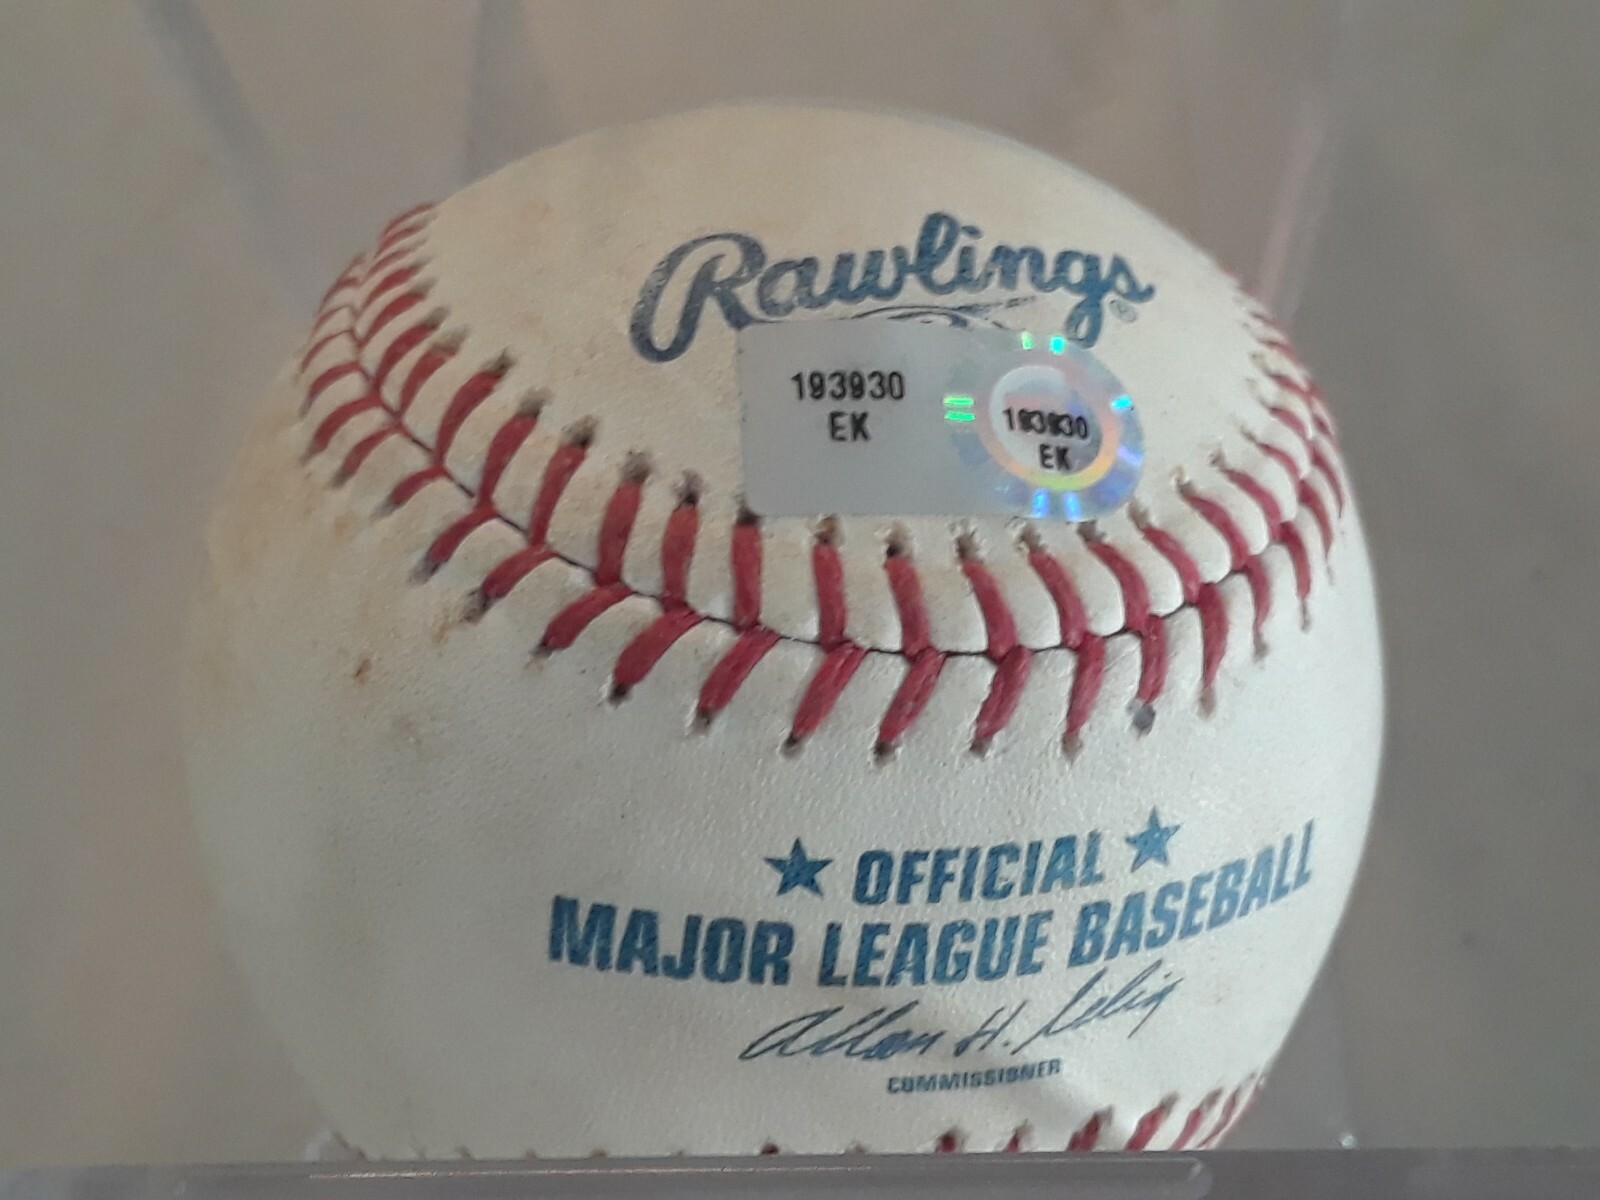 Rawlings
193930
EK
193930
EK
OFFICIAL
MAJOR LEAGUE BASEBALL
Allan H. Selig
COMMISSIONER